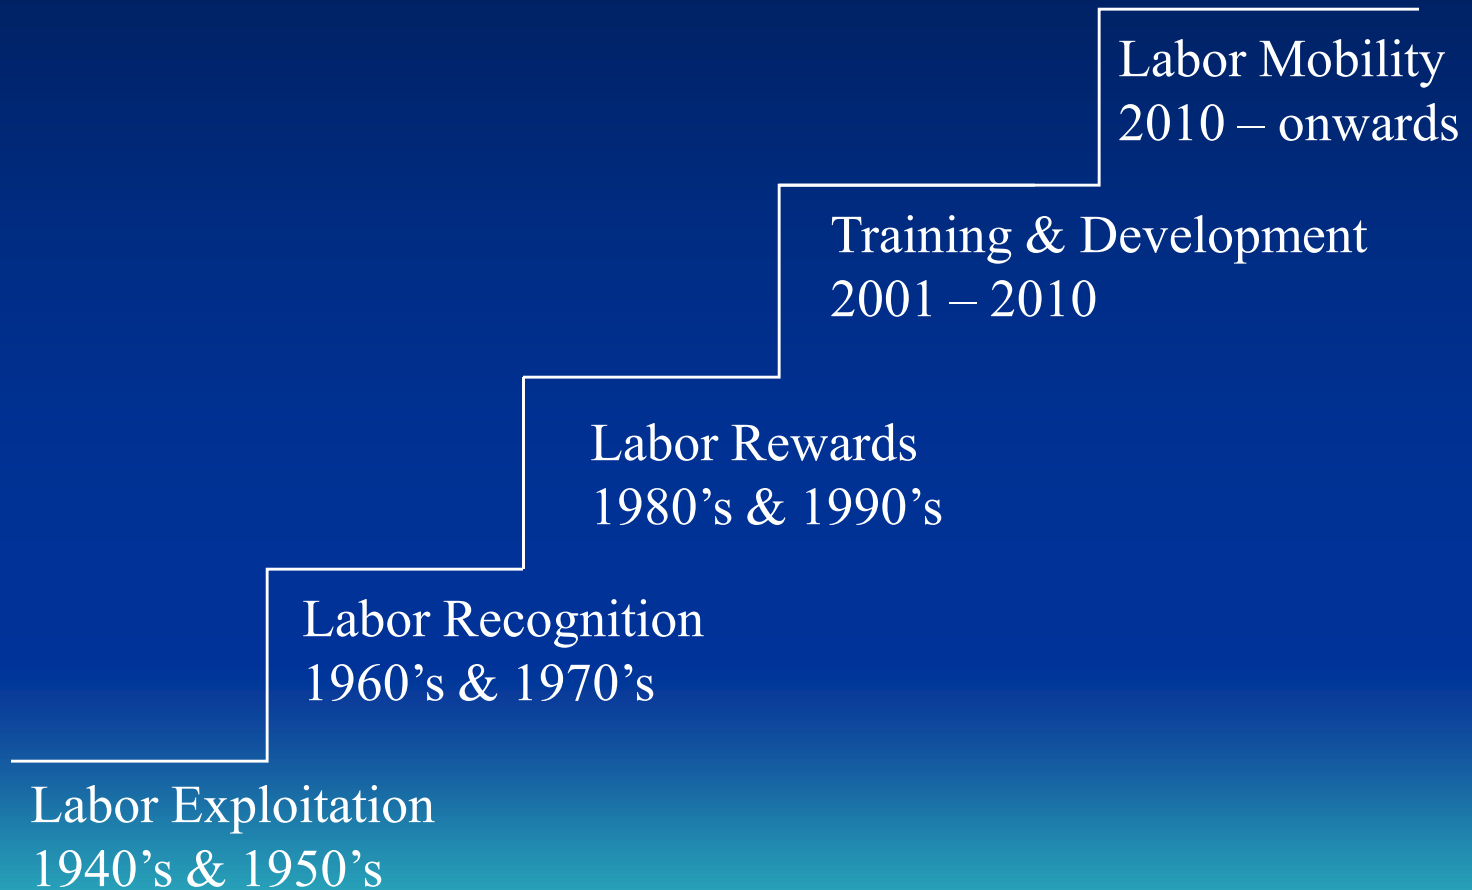 Labor Mobility
2010 – onwards
Training & Development
2001 – 2010
Labor Rewards
1980’s & 1990’s
Labor Recognition
1960’s & 1970’s
Labor Exploitation
1940’s & 1950’s